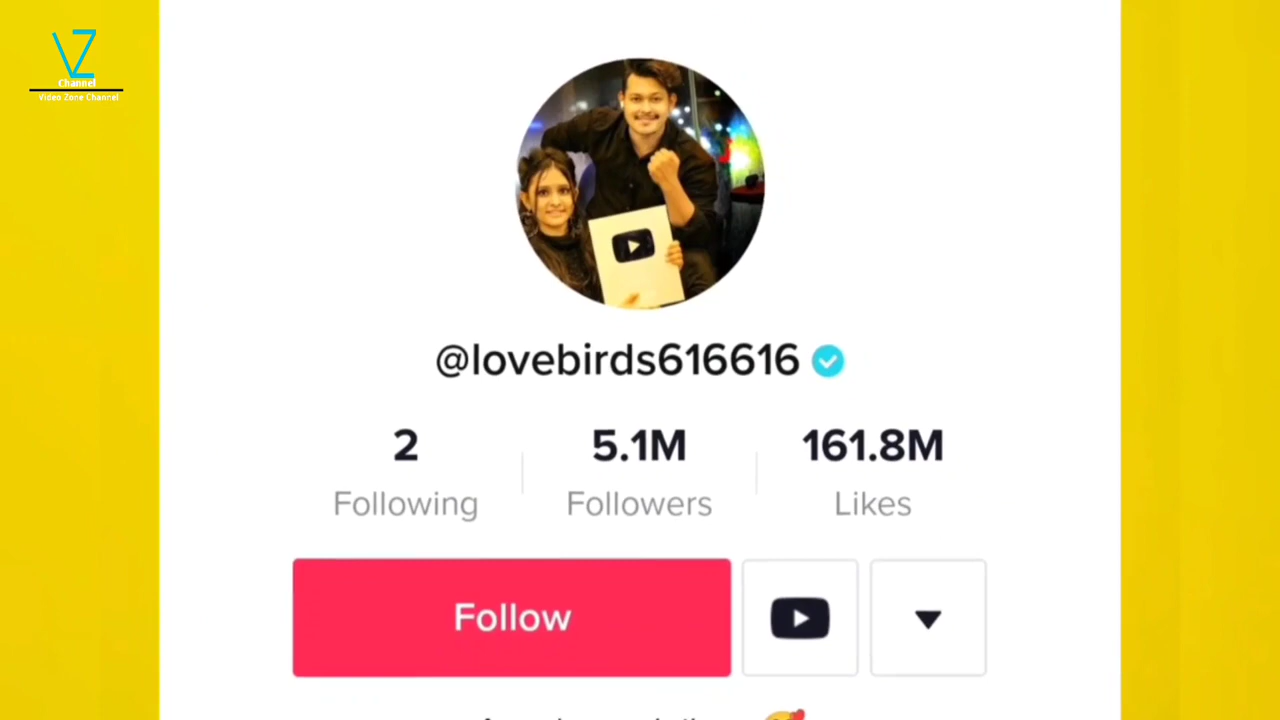 VZ
Channel
Video Zone Channel
@lovebirds616616
2 5.1M 161.8M
Following Followers Likes
Follow